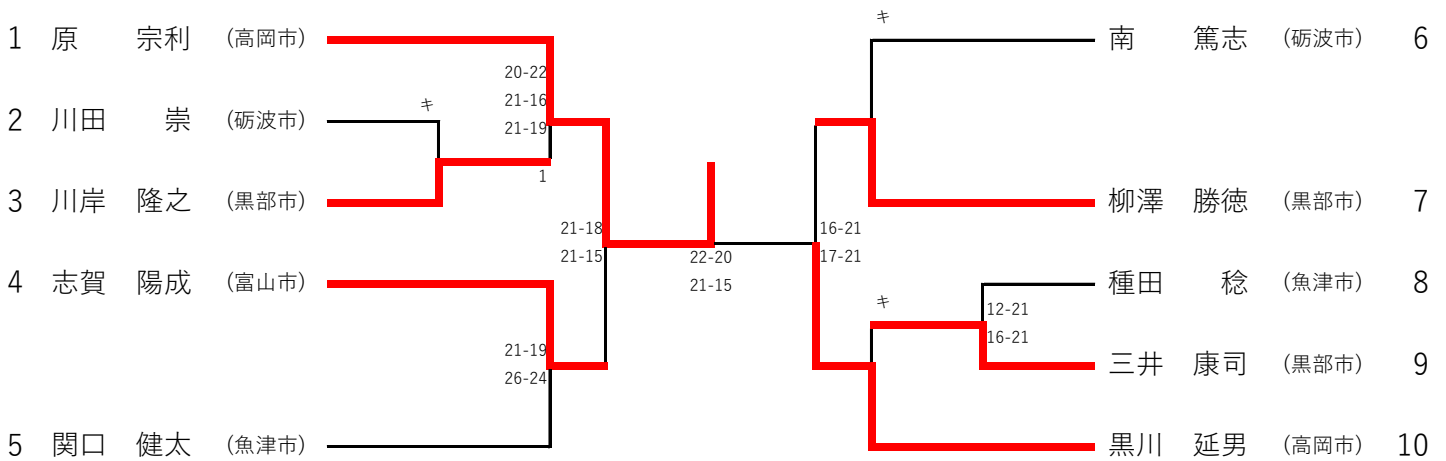 1 原 宗利 (高岡市)
キ
南 篤志 (砺波市) 6
20-22
21-16
21-19
2 川田 崇 (砺波市)
キ
1
3 川岸 隆之 (黒部市)
柳澤 勝徳 (黒部市) 7
21-18
21-15
16-21
17-21
22-20
21-15
4 志賀 陽成 (富山市)
種田 稔 (魚津市) 8
キ
12-21
16-21
21-19
26-24
三井 康司 (黒部市) 9
5 関口 健太 (魚津市)
黒川 延男 (高岡市) 10